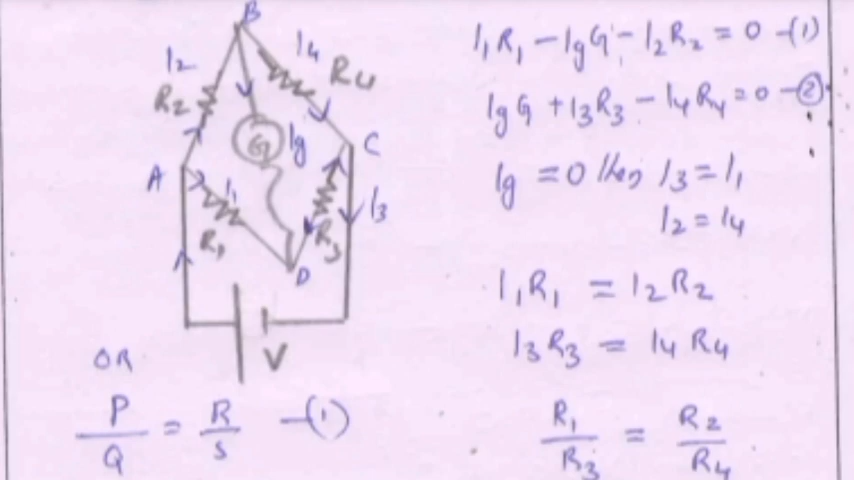 B
I2
I4
R4
R2
G
Ig
C
A
I1
R1
R3
I3
D
V
OR
P/Q = R/S —(1)
I1R1 - IgG - I2R2 = 0 —(1)
IgG + I3R3 - I4R4 = 0 —②
Ig = 0 then I3 = I1
I2 = I4
I1R1 = I2R2
I3R3 = I4R4
R1/R3 = R2/R4